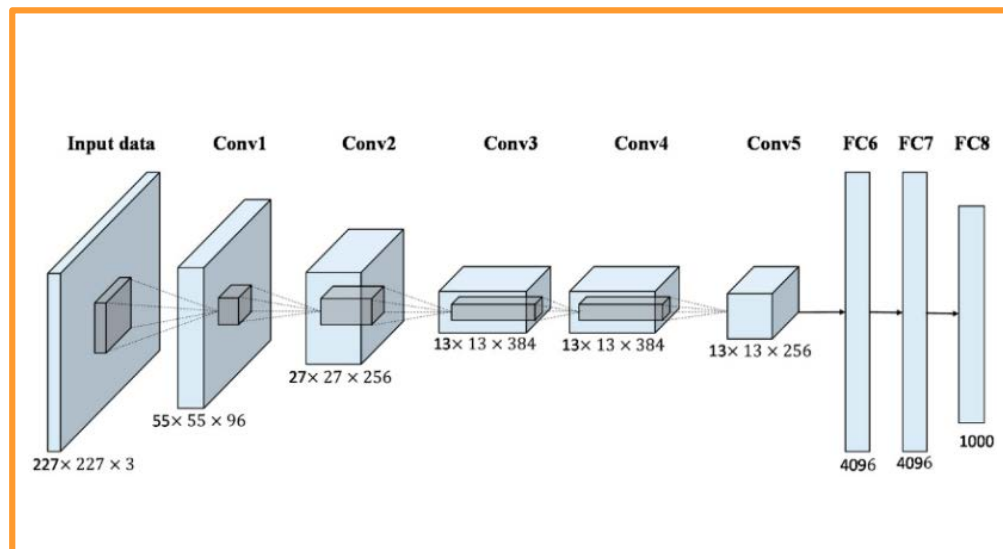 Input data Conv1 Conv2 Conv3 Conv4 Conv5 FC6 FC7 FC8
13× 13 × 384 13× 13 × 384 13× 13 × 256
27× 27 × 256
55× 55 × 96
1000
227× 227 × 3 4096 4096